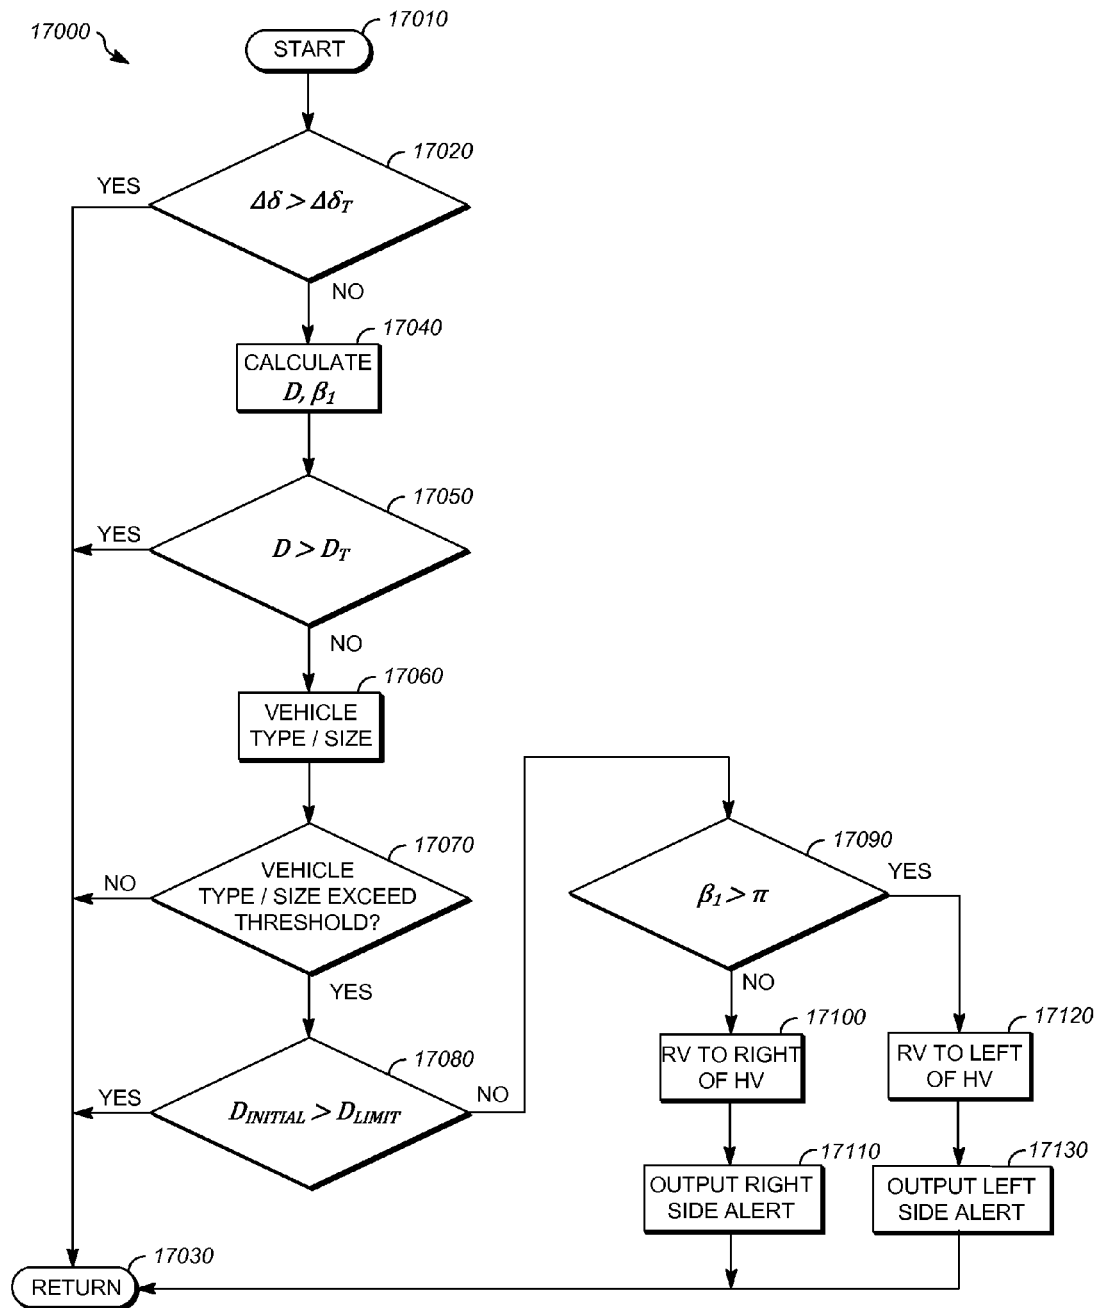 17000
17010
START
17020
YES
Δδ > Δδ_T
NO
17040
CALCULATE
D, β₁
17050
YES
D > D_T
NO
17060
VEHICLE
TYPE / SIZE
17070
NO
VEHICLE
TYPE / SIZE EXCEED
THRESHOLD?
YES
17080
YES
D_INITIAL > D_LIMIT
NO
17090
YES
β₁ > π
NO
17100
RV TO RIGHT
OF HV
17120
RV TO LEFT
OF HV
17110
OUTPUT RIGHT
SIDE ALERT
17130
OUTPUT LEFT
SIDE ALERT
17030
RETURN